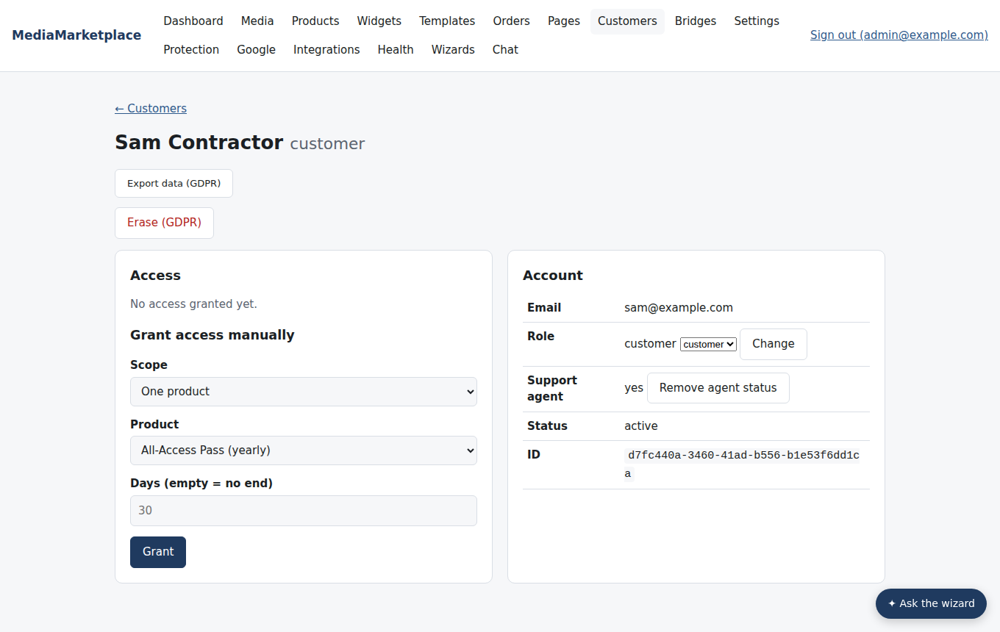 MediaMarketplace
Dashboard Media Products Widgets Templates Orders Pages Customers Bridges Settings
Protection Google Integrations Health Wizards Chat
Sign out (admin@example.com)
← Customers
Sam Contractor customer
Export data (GDPR)
Erase (GDPR)
Access
No access granted yet.
Grant access manually
Scope
One product
Product
All-Access Pass (yearly)
Days (empty = no end)
30
Grant
Account
Email sam@example.com
Role customer customer Change
Support
agent
yes Remove agent status
Status active
ID d7fc440a-3460-41ad-b556-b1e53f6dd1c
a
✦ Ask the wizard